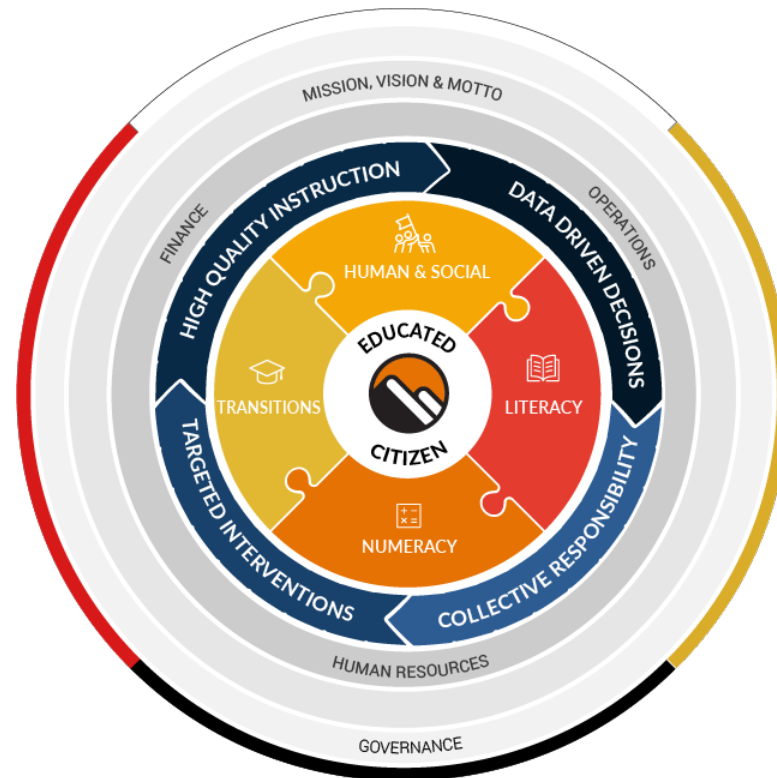 MISSION, VISION & MOTTO
FINANCE
OPERATIONS
HIGH QUALITY INSTRUCTION
DATA DRIVEN DECISIONS
HUMAN & SOCIAL
EDUCATED
TRANSITIONS
LITERACY
CITIZEN
TARGETED INTERVENTIONS
COLLECTIVE RESPONSIBILITY
NUMERACY
HUMAN RESOURCES
GOVERNANCE